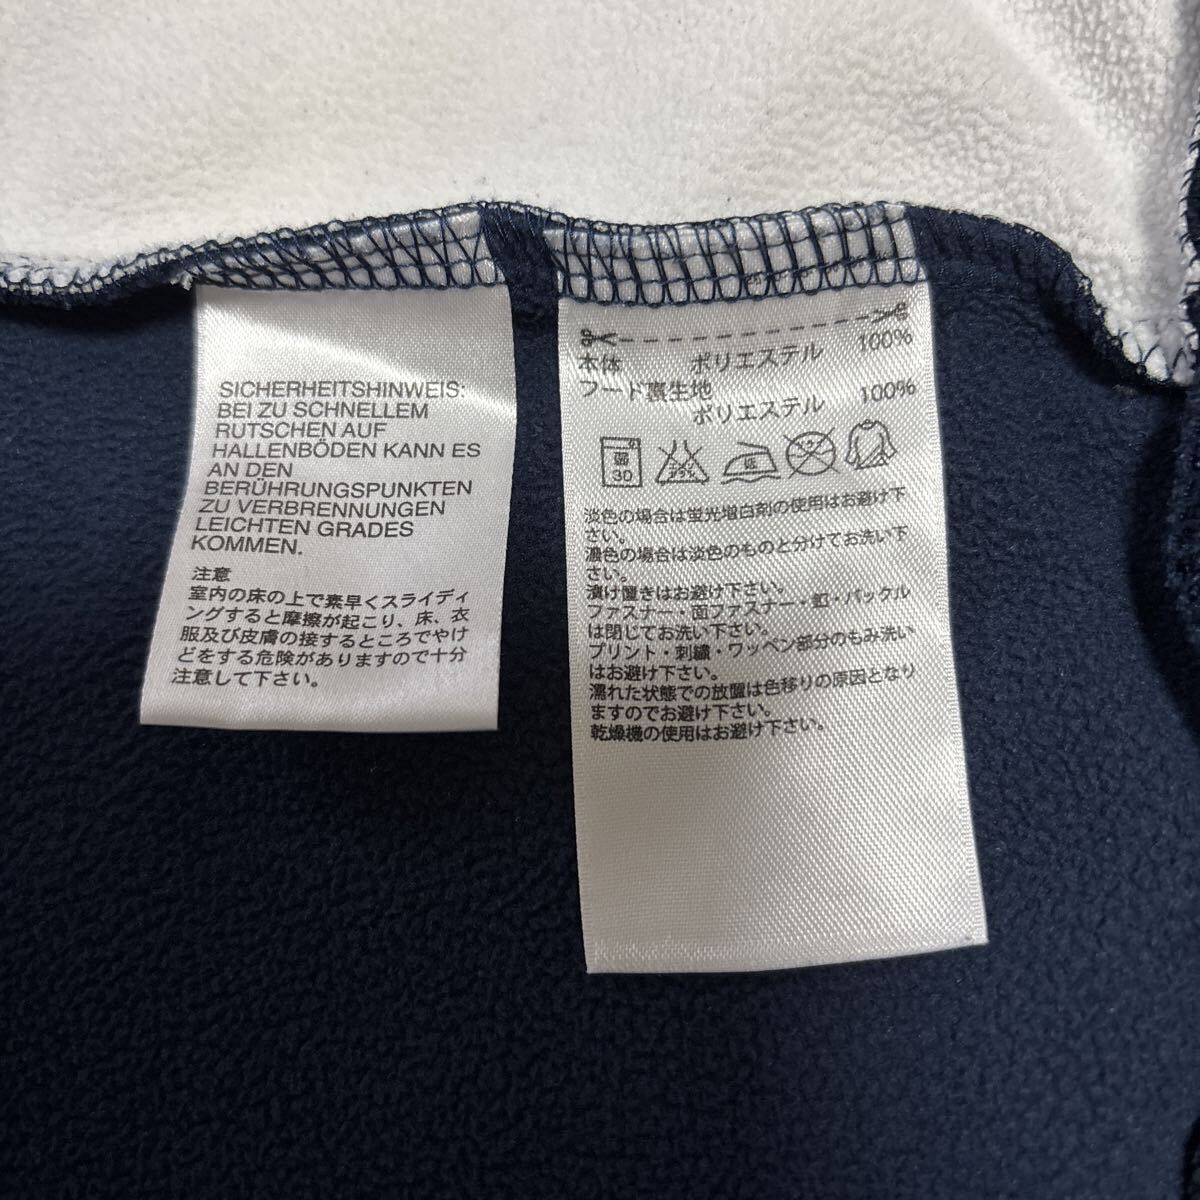 SICHERHEITSHINWEIS:
BEI ZU SCHNELLEM
RUTSCHEN AUF
HALLENBÖDEN KANN ES
AN DEN
BERÜHRUNGSPUNKTEN
ZU VERBRENNUNGEN
LEICHTEN GRADES
KOMMEN.
注意
室内の床の上で素早くスライディ
ングすると摩擦が起こり、床、衣
服及び皮膚の接するところでやけ
どをする危険がありますので十分
注意して下さい。
本体 ポリエステル 100%
フード裏生地
ポリエステル 100%
弱 30 エンソ 低
淡色の場合は蛍光増白剤の使用はお避け下
さい。
濃色の場合は淡色のものと分けてお洗い下
さい。
漬け置きはお避け下さい。
ファスナー・面ファスナー・釦・バックル
は閉じてお洗い下さい。
プリント・刺繍・ワッペン部分のもみ洗い
はお避け下さい。
濡れた状態での放置は色移りの原因となり
ますのでお避け下さい。
乾燥機の使用はお避け下さい。